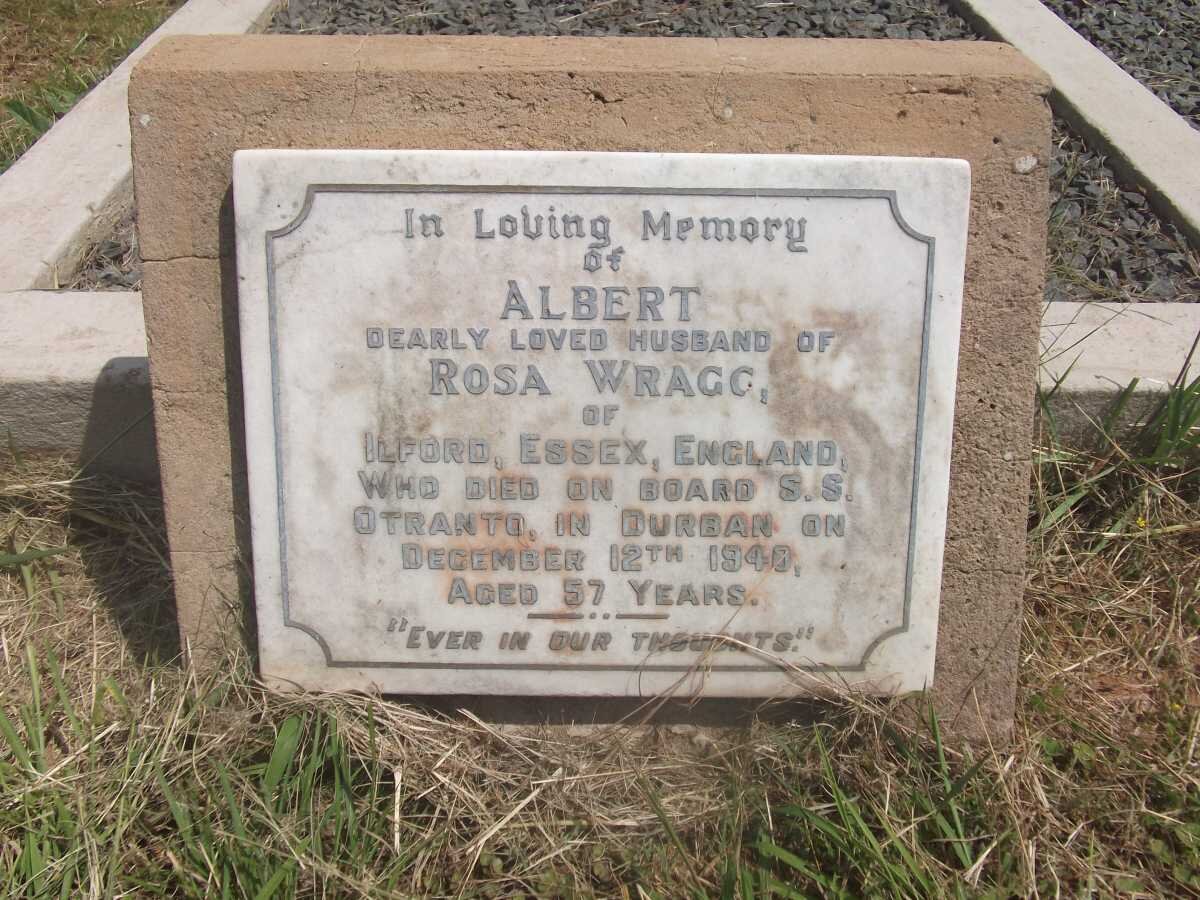 In Loving Memory
of
ALBERT
DEARLY LOVED HUSBAND OF
ROSA WRAGG,
OF
ILFORD, ESSEX, ENGLAND,
WHO DIED ON BOARD S.S.
OTRANTO, IN DURBAN ON
DECEMBER 12TH 1940,
AGED 57 YEARS.
"EVER IN OUR THOUGHTS."